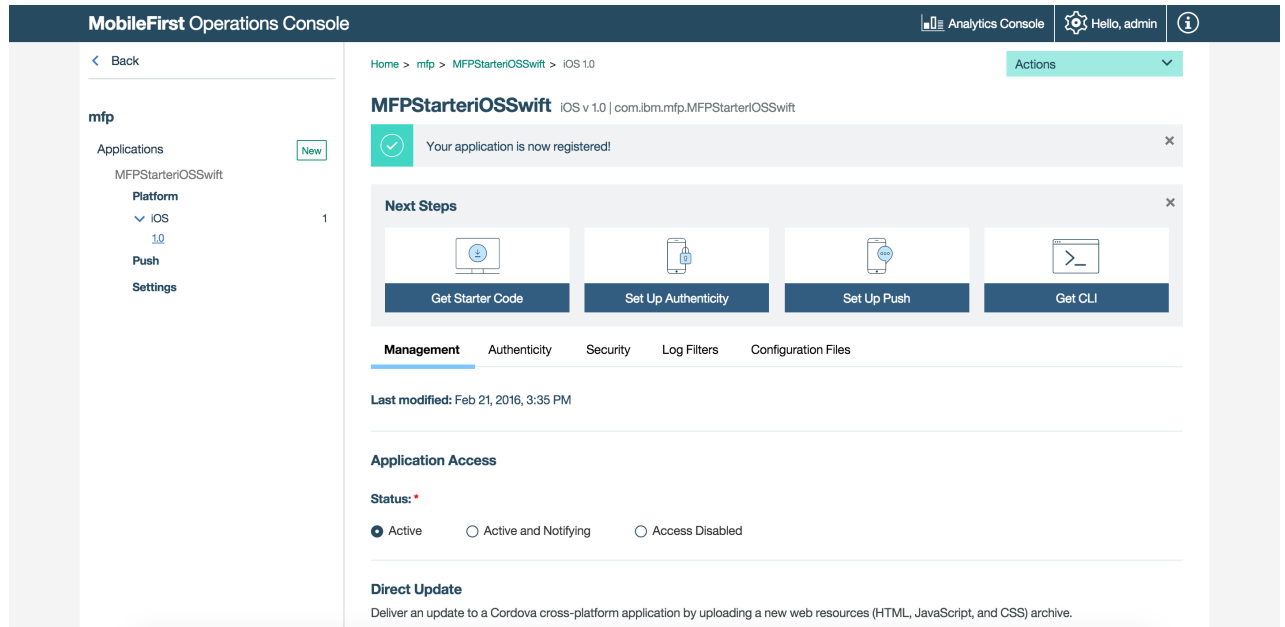 MobileFirst Operations Console
Analytics Console
Hello, admin
Back
mfp
Applications
New
MFPStarteriOSSwift
Platform
iOS
1
1.0
Push
Settings
Home > mfp > MFPStarteriOSSwift > iOS 1.0
Actions
MFPStarteriOSSwift iOS v 1.0 | com.ibm.mfp.MFPStarterIOSSwift
Your application is now registered!
Next Steps
Get Starter Code
Set Up Authenticity
Set Up Push
Get CLI
Management Authenticity Security Log Filters Configuration Files
Last modified: Feb 21, 2016, 3:35 PM
Application Access
Status: *
Active Active and Notifying Access Disabled
Direct Update
Deliver an update to a Cordova cross-platform application by uploading a new web resources (HTML, JavaScript, and CSS) archive.